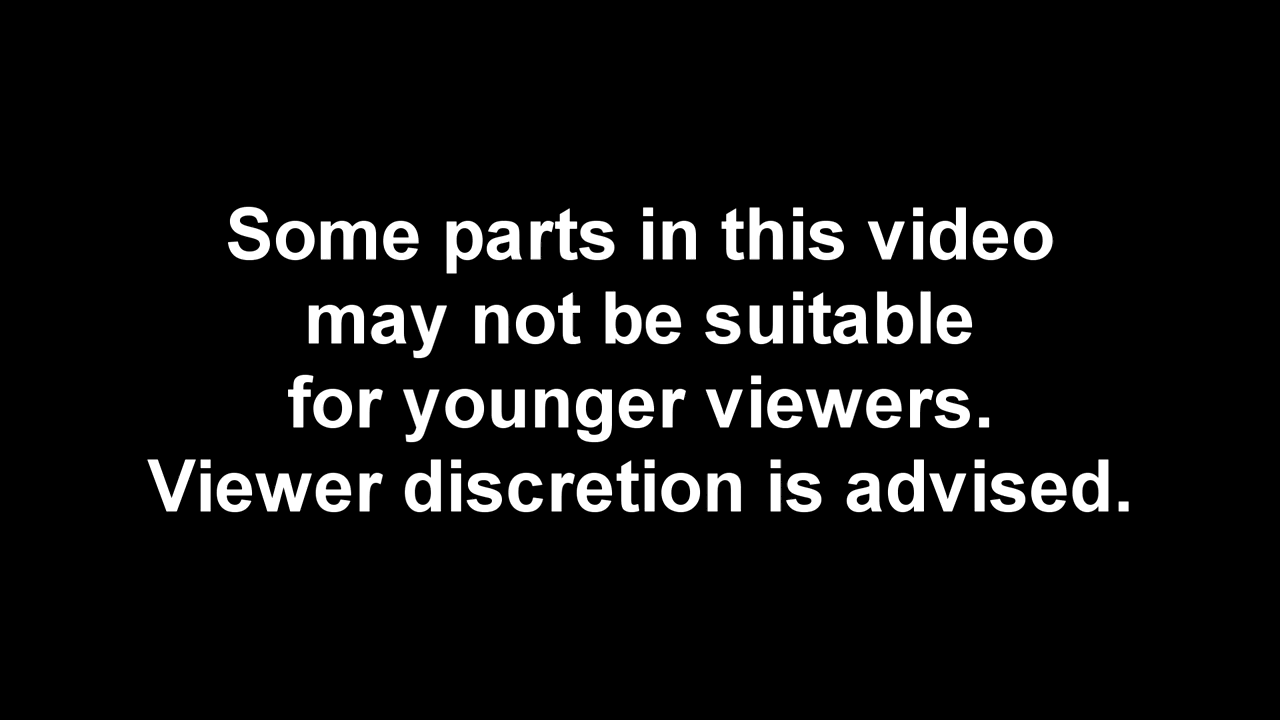 Some parts in this video
may not be suitable
for younger viewers.
Viewer discretion is advised.